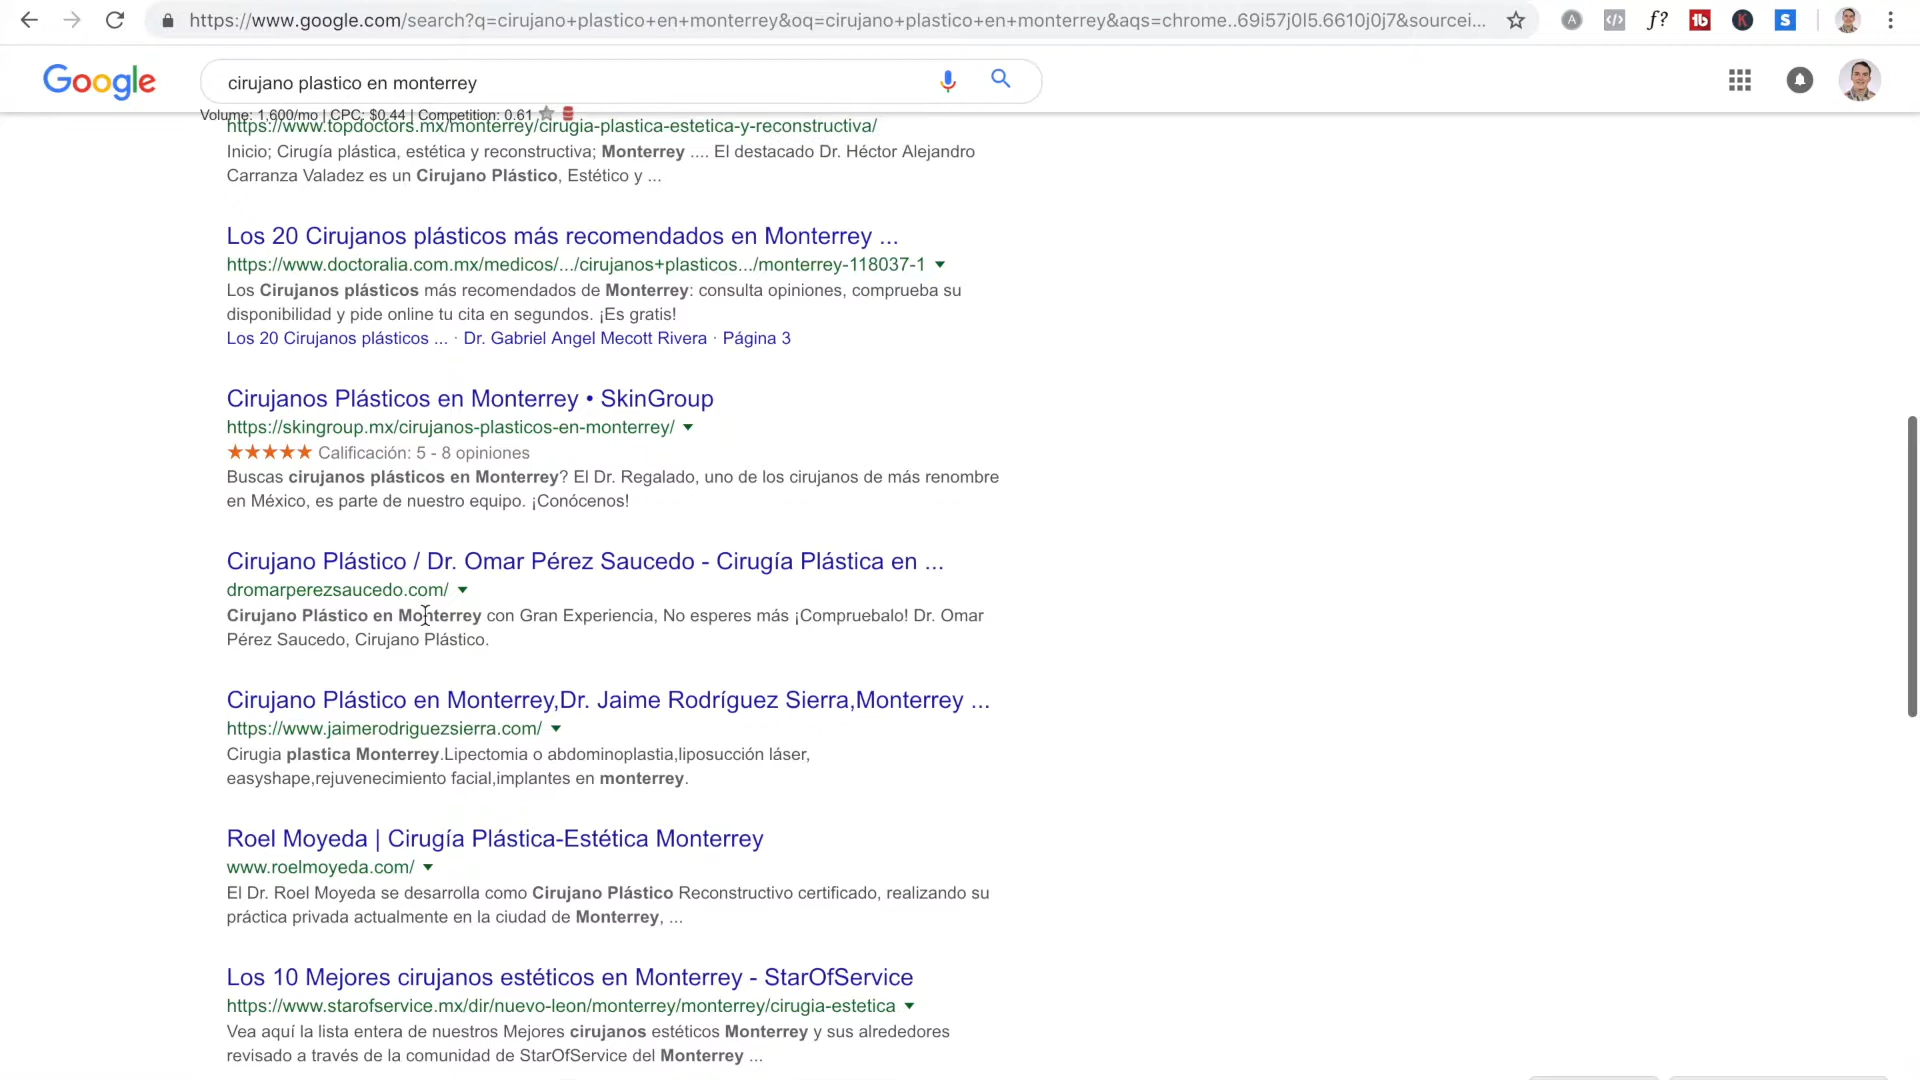 https://www.google.com/search?q=cirujano+plastico+en+monterrey&oq=cirujano+plastico+en+monterrey&aqs=chrome..69i57j0l5.6610j0j7&sourcei...
Google
cirujano plastico en monterrey
Volume: 1,600/mo | CPC: $0.44 | Competition: 0.61
https://www.topdoctors.mx/monterrey/cirugia-plastica-estetica-y-reconstructiva/
Inicio; Cirugía plástica, estética y reconstructiva; Monterrey .... El destacado Dr. Héctor Alejandro
Carranza Valadez es un Cirujano Plástico, Estético y ...
Los 20 Cirujanos plásticos más recomendados en Monterrey ...
https://www.doctoralia.com.mx/medicos/.../cirujanos+plasticos.../monterrey-118037-1
Los Cirujanos plásticos más recomendados de Monterrey: consulta opiniones, comprueba su
disponibilidad y pide online tu cita en segundos. ¡Es gratis!
Los 20 Cirujanos plásticos ... · Dr. Gabriel Angel Mecott Rivera · Página 3
Cirujanos Plásticos en Monterrey • SkinGroup
https://skingroup.mx/cirujanos-plasticos-en-monterrey/
Calificación: 5 - 8 opiniones
Buscas cirujanos plásticos en Monterrey? El Dr. Regalado, uno de los cirujanos de más renombre
en México, es parte de nuestro equipo. ¡Conócenos!
Cirujano Plástico / Dr. Omar Pérez Saucedo - Cirugía Plástica en ...
dromarperezsaucedo.com/
Cirujano Plástico en Monterrey con Gran Experiencia, No esperes más ¡Compruebalo! Dr. Omar
Pérez Saucedo, Cirujano Plástico.
Cirujano Plástico en Monterrey,Dr. Jaime Rodríguez Sierra,Monterrey ...
https://www.jaimerodriguezsierra.com/
Cirugia plastica Monterrey.Lipectomia o abdominoplastia,liposucción láser,
easyshape,rejuvenecimiento facial,implantes en monterrey.
Roel Moyeda | Cirugía Plástica-Estética Monterrey
www.roelmoyeda.com/
El Dr. Roel Moyeda se desarrolla como Cirujano Plástico Reconstructivo certificado, realizando su
práctica privada actualmente en la ciudad de Monterrey, ...
Los 10 Mejores cirujanos estéticos en Monterrey - StarOfService
https://www.starofservice.mx/dir/nuevo-leon/monterrey/monterrey/cirugia-estetica
Vea aquí la lista entera de nuestros Mejores cirujanos estéticos Monterrey y sus alrededores
revisado a través de la comunidad de StarOfService del Monterrey ...